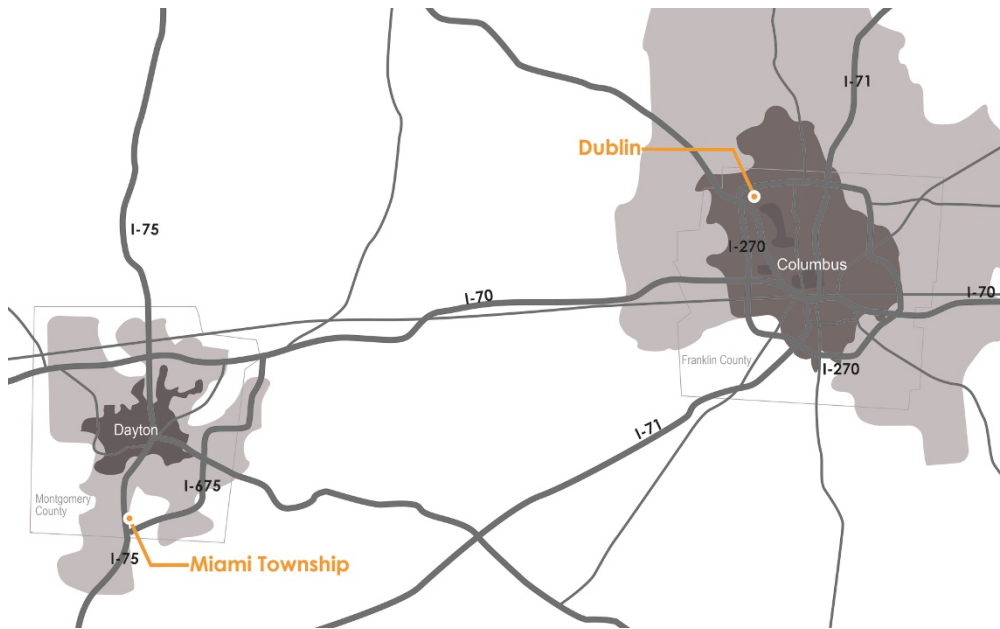 I-71
Dublin
I-75
I-270
Columbus
I-70
I-70
Franklin County
I-270
Dayton
I-71
I-675
Montgomery
County
I-75
Miami Township